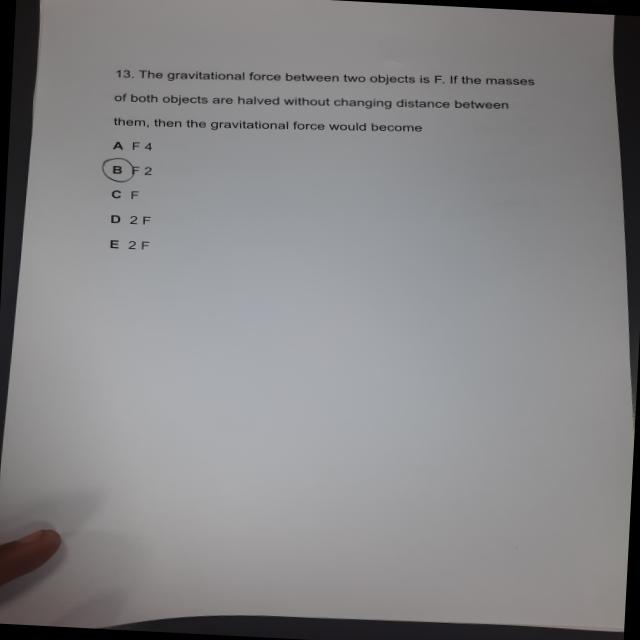 13. The gravitational force between two objects is F. If the masses
of both objects are halved without changing distance between
them, then the gravitational force would become
A F 4
B F 2
C F
D 2 F
E 2 F